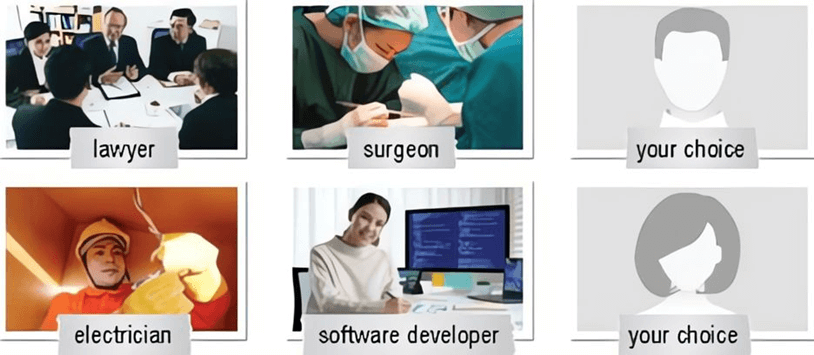 lawyer
surgeon
your choice
electrician
software developer
your choice